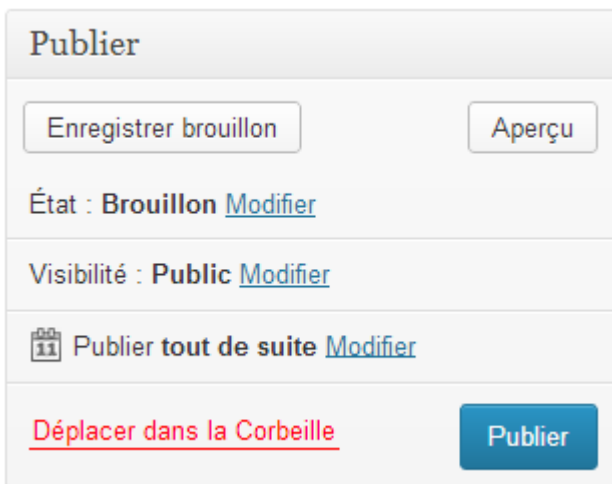 Publier
Enregistrer brouillon Aperçu
État : Brouillon Modifier
Visibilité : Public Modifier
11 Publier tout de suite Modifier
Déplacer dans la Corbeille Publier